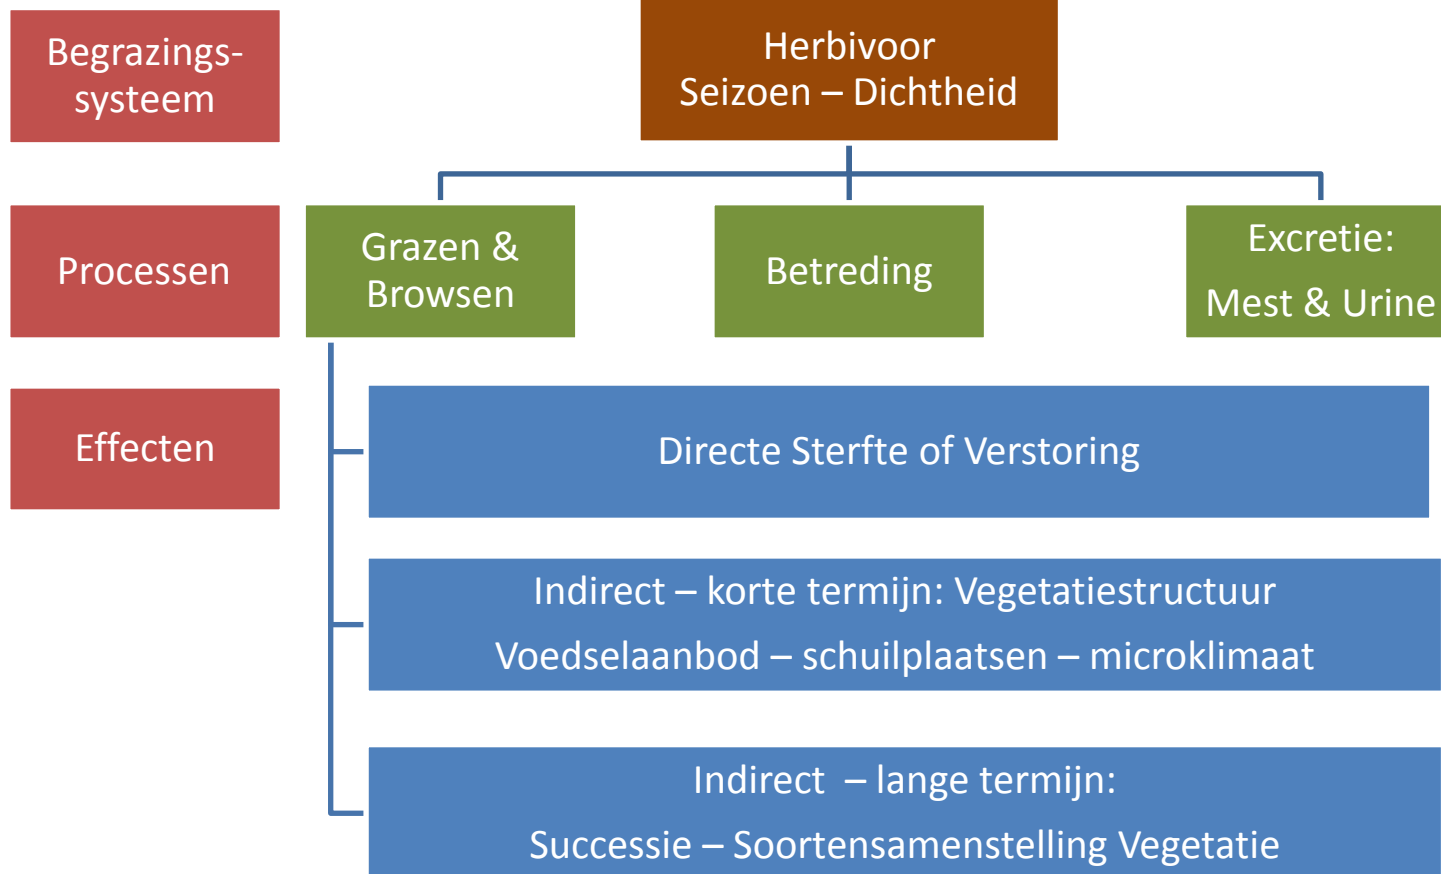 Begrazings-
systeem
Herbivoor
Seizoen – Dichtheid
Processen
Grazen &
Browsen
Betreding
Excretie:
Mest & Urine
Effecten
Directe Sterfte of Verstoring
Indirect – korte termijn: Vegetatiestructuur
Voedselaanbod – schuilplaatsen – microklimaat
Indirect – lange termijn:
Successie – Soortensamenstelling Vegetatie